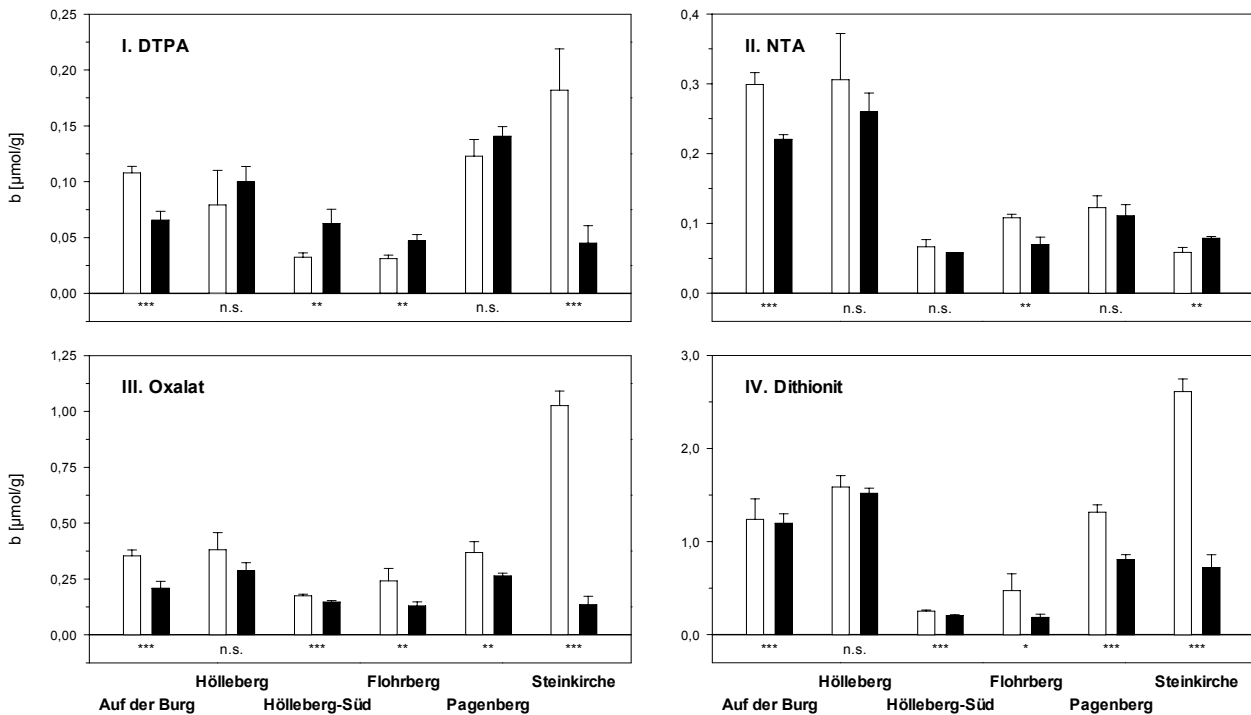 I. DTPA
0,25
0,20
0,15
0,10
0,05
0,00
b [µmol/g]
*** n.s. ** ** n.s. ***
II. NTA
0,4
0,3
0,2
0,1
0,0
*** n.s. n.s. ** n.s. **
III. Oxalat
1,25
1,00
0,75
0,50
0,25
0,00
b [µmol/g]
*** n.s. *** ** ** ***
IV. Dithionit
3,0
2,0
1,0
0,0
*** n.s. *** * *** ***
Hölleberg Flohrberg Steinkirche
Auf der Burg Hölleberg-Süd Pagenberg
Hölleberg Flohrberg Steinkirche
Auf der Burg Hölleberg-Süd Pagenberg